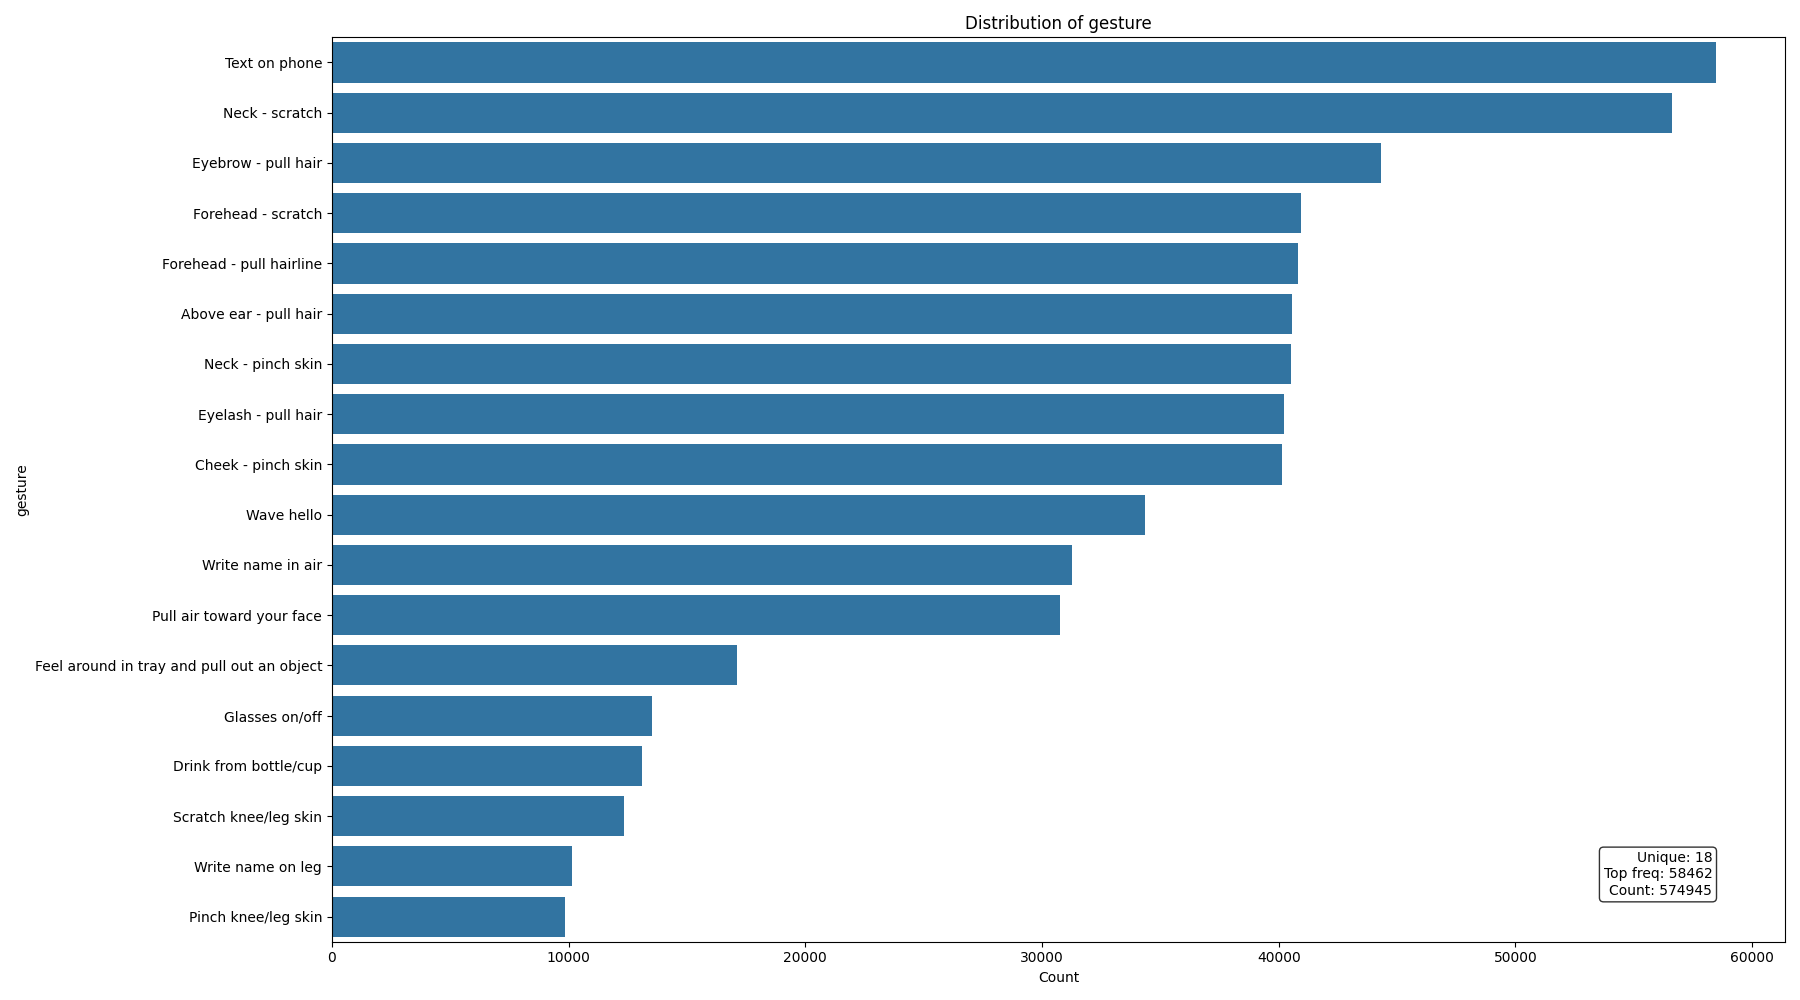 Distribution of gesture
Text on phone
Neck - scratch
Eyebrow - pull hair
Forehead - scratch
Forehead - pull hairline
Above ear - pull hair
Neck - pinch skin
Eyelash - pull hair
Cheek - pinch skin
Wave hello
Write name in air
Pull air toward your face
Feel around in tray and pull out an object
Glasses on/off
Drink from bottle/cup
Scratch knee/leg skin
Write name on leg
Pinch knee/leg skin
gesture
Unique: 18
Top freq: 58462
Count: 574945
0 10000 20000 30000 40000 50000 60000
Count